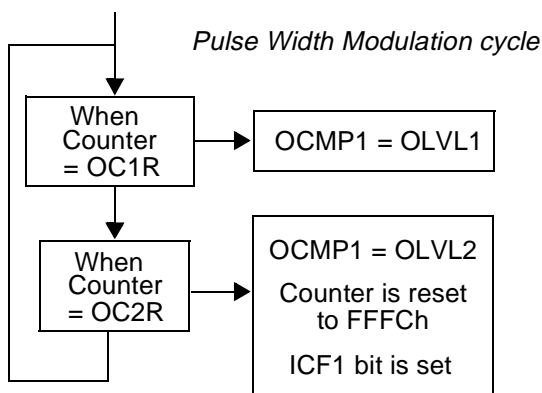 Pulse Width Modulation cycle
When
Counter
= OC1R
OCMP1 = OLVL1
When
Counter
= OC2R
OCMP1 = OLVL2
Counter is reset
to FFFCh
ICF1 bit is set